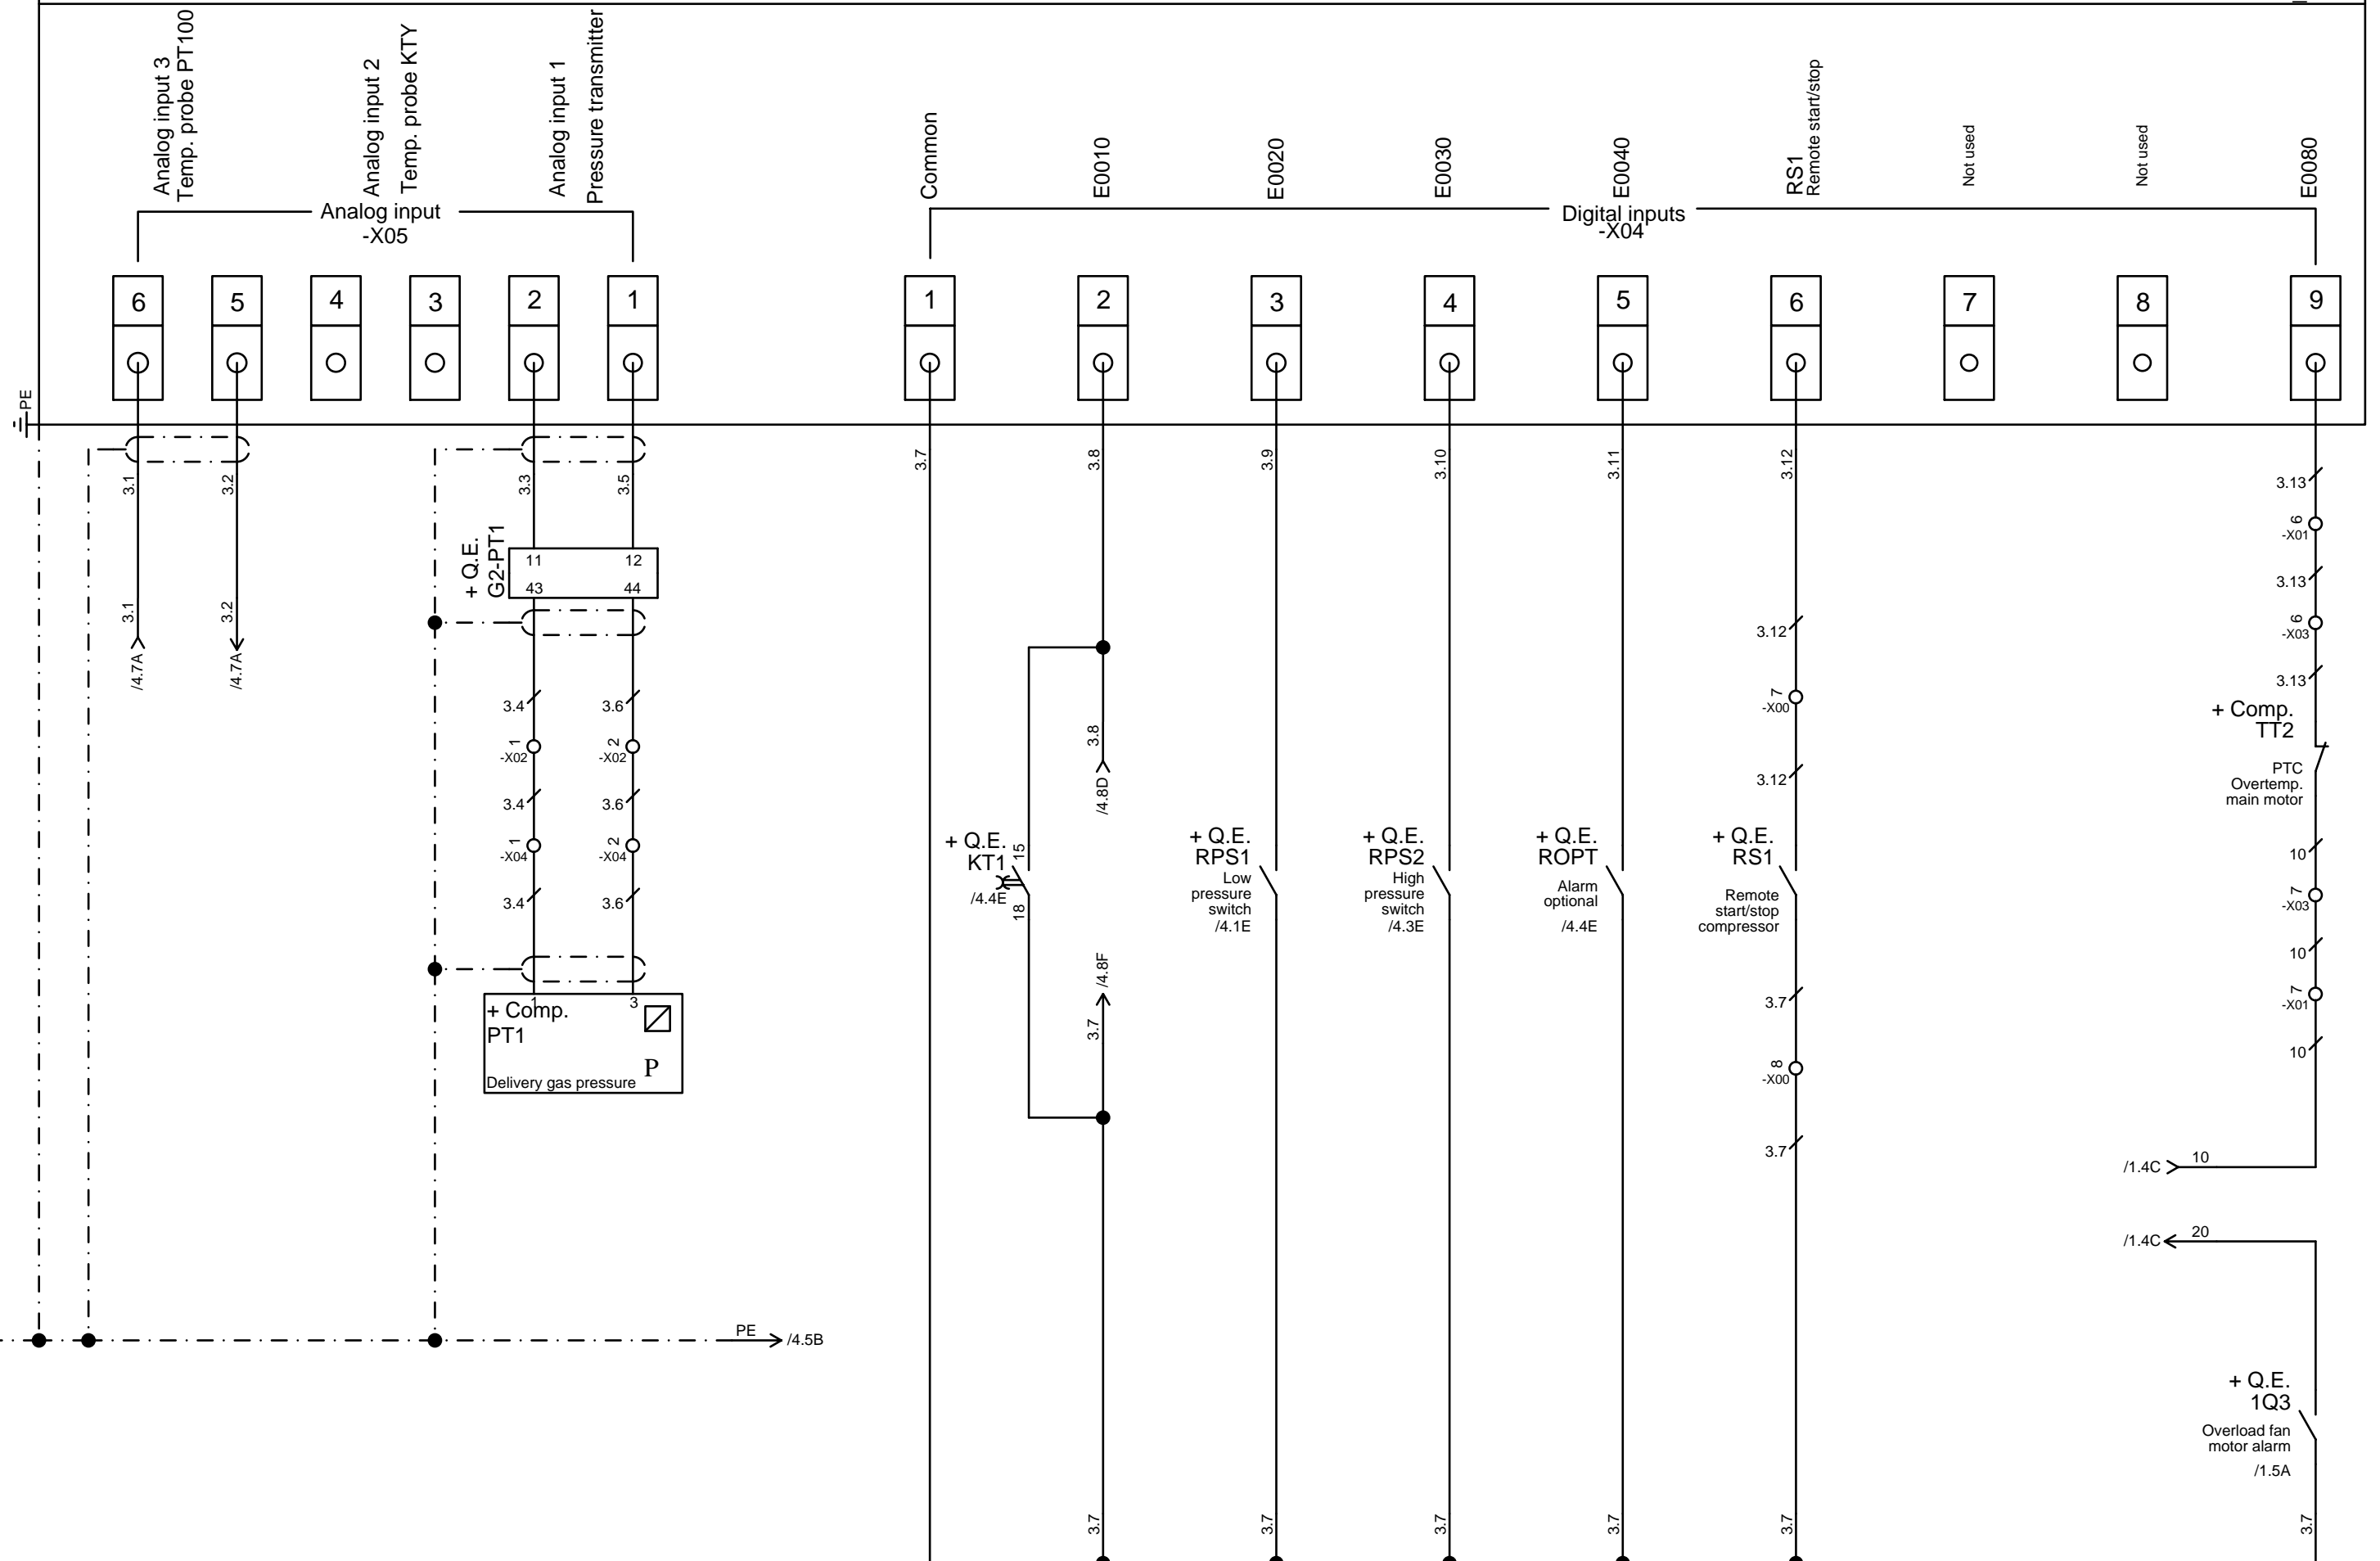 Analog input 3
Temp. probe PT100
Analog input 2
Temp. probe KTY
Analog input 1
Pressure transmitter
Common
E0010
E0020
E0030
E0040
RS1
Remote start/stop
Not used
Not used
E0080
Analog input
-X05
Digital inputs
-X04
6
5
4
3
2
1
1
2
3
4
5
6
7
8
9
PE
3.1
3.2
3.3
3.5
3.7
3.8
3.9
3.10
3.11
3.12
3.13
6
-X01
+ Q.E.
G2-PT1
11
12
43
44
3.13
3.1
3.2
/4.7A
/4.7A
3.12
6
-X03
3.13
3.4
3.6
7
-X00
1
-X02
2
-X02
3.8
/4.8D
3.12
+ Comp.
TT2
PTC
Overtemp.
main motor
3.4
3.6
1
-X04
2
-X04
+ Q.E.
KT1
/4.4E
15
18
+ Q.E.
RPS1
Low
pressure
switch
/4.1E
+ Q.E.
RPS2
High
pressure
switch
/4.3E
+ Q.E.
ROPT
Alarm
optional
/4.4E
+ Q.E.
RS1
Remote
start/stop
compressor
10
7
-X03
3.4
3.6
10
/4.8F
3.7
3.7
7
-X01
1
3
+ Comp.
PT1
P
Delivery gas pressure
8
-X00
10
3.7
/1.4C
10
/1.4C
20
PE
/4.5B
+ Q.E.
1Q3
Overload fan
motor alarm
/1.5A
3.7
3.7
3.7
3.7
3.7
3.7